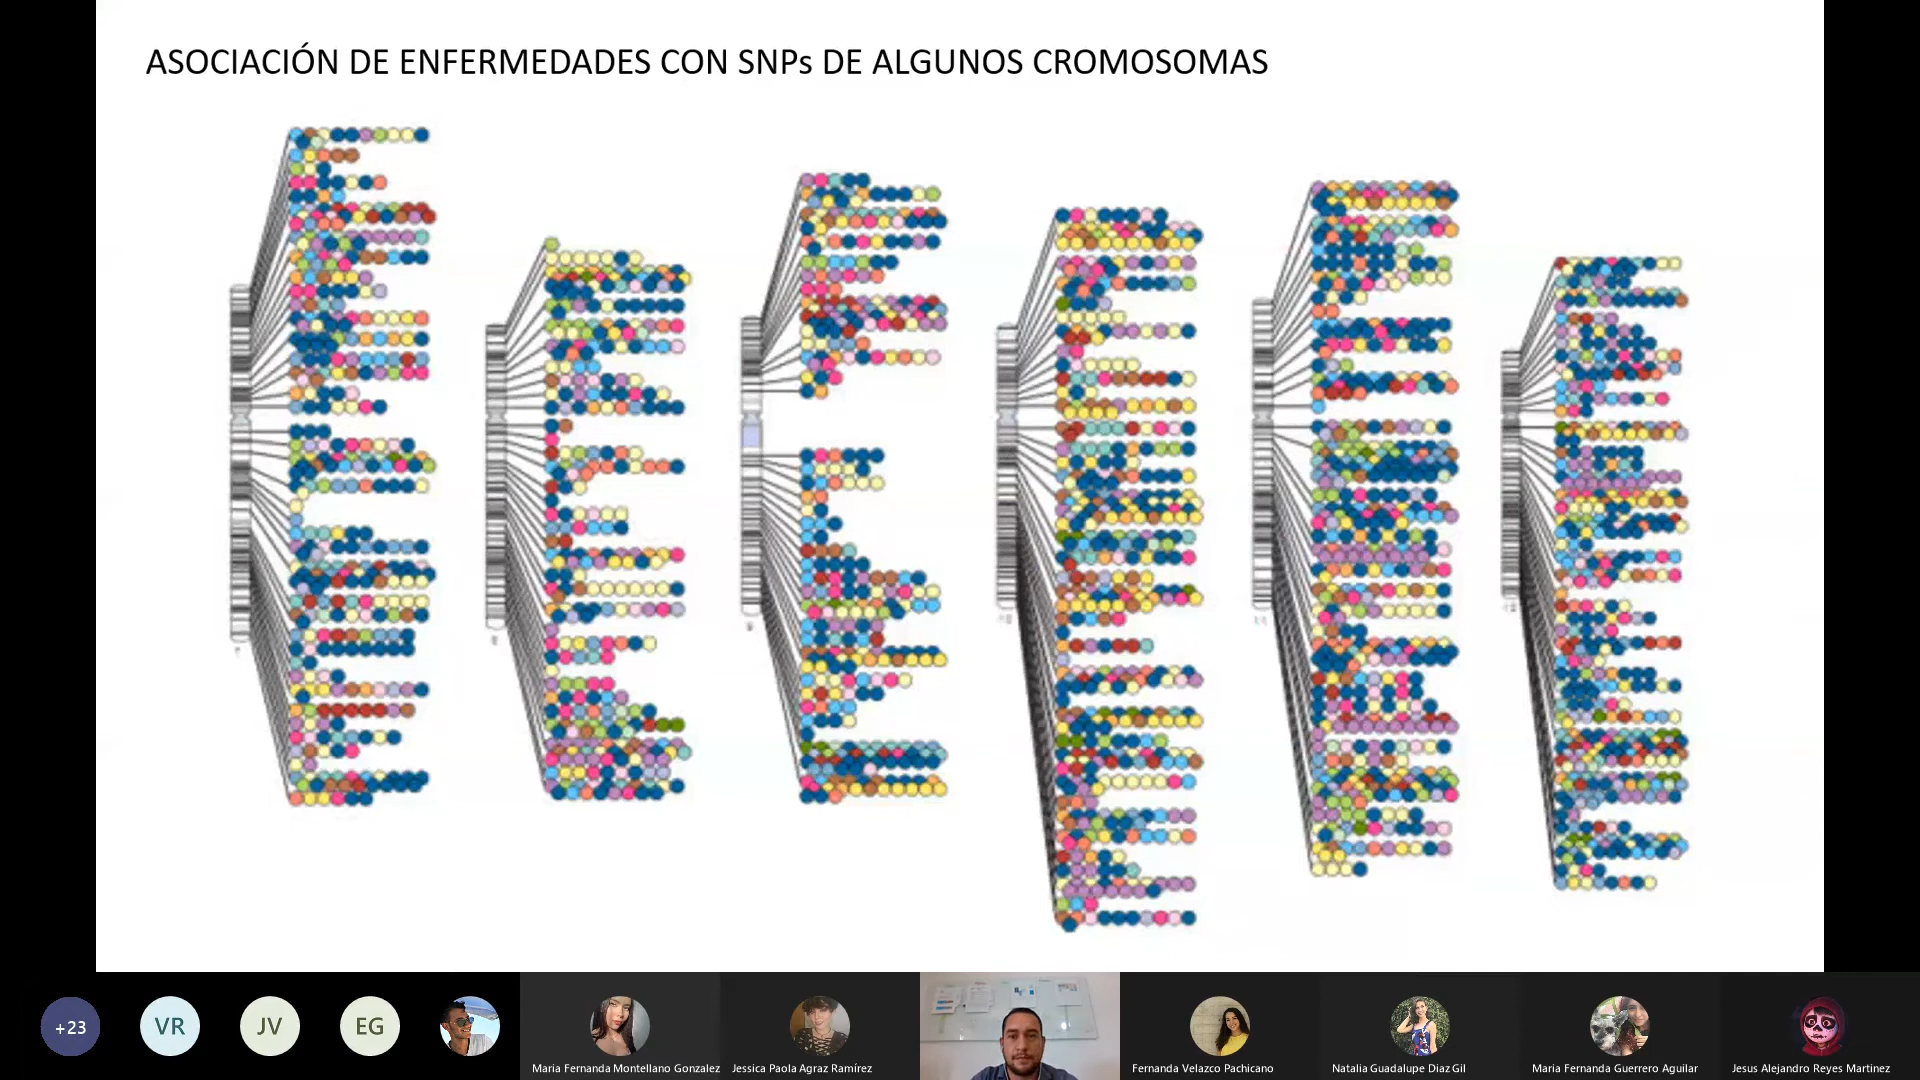 ASOCIACIÓN DE ENFERMEDADES CON SNPs DE ALGUNOS CROMOSOMAS
+23
VR
JV
EG
Maria Fernanda Montellano Gonzalez
Jessica Paola Agraz Ramírez
Fernanda Velazco Pachicano
Natalia Guadalupe Diaz Gil
Maria Fernanda Guerrero Aguilar
Jesus Alejandro Reyes Martinez